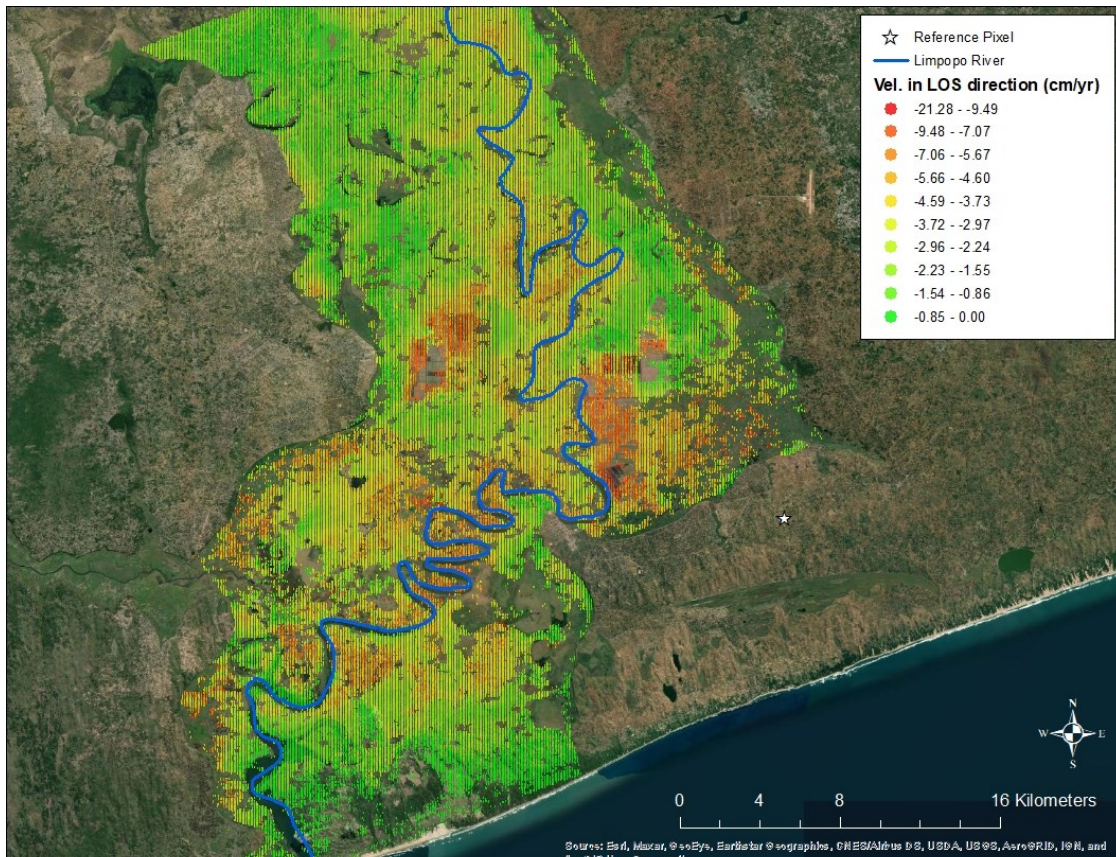 Reference Pixel
Limpopo River
Vel. in LOS direction (cm/yr)
-21.28 - -9.49
-9.48 - -7.07
-7.06 - -5.67
-5.66 - -4.60
-4.59 - -3.73
-3.72 - -2.97
-2.96 - -2.24
-2.23 - -1.55
-1.54 - -0.86
-0.85 - 0.00
N
W E
S
0 4 8 16 Kilometers
Source: Esri, Maxar, GeoEye, Earthstar Geographics, CNES/Airbus DS, USDA, USGS, AeroGRID, IGN, and